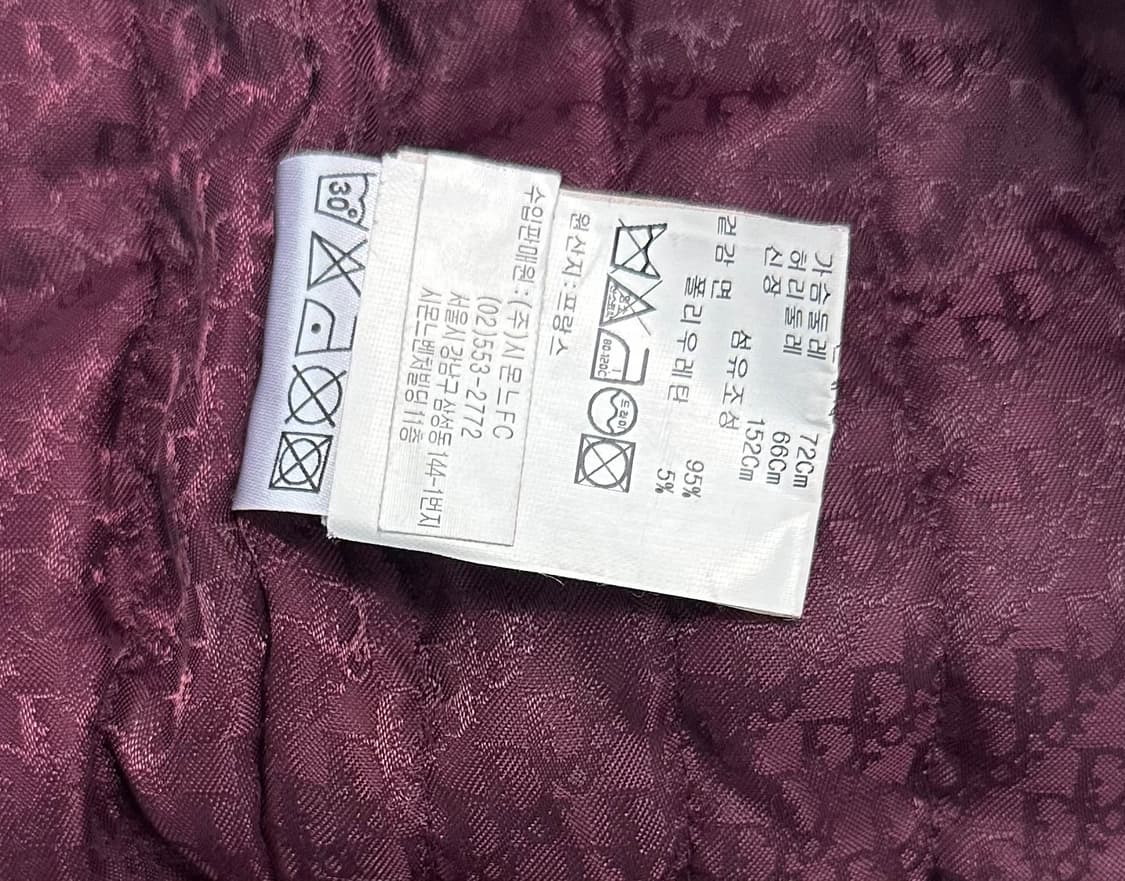 가슴둘레 72Cm
허리둘레 66Cm
신장 152Cm
섬유조성
겉감 면 95%
폴리우레탄 5%
80-120C
드라이
원산지:프랑스
수입판매원:(주)시몬느FC
(02)553-2772
서울시 강남구 삼성동 144-1번지
시몬느벤처빌딩 11층
30°